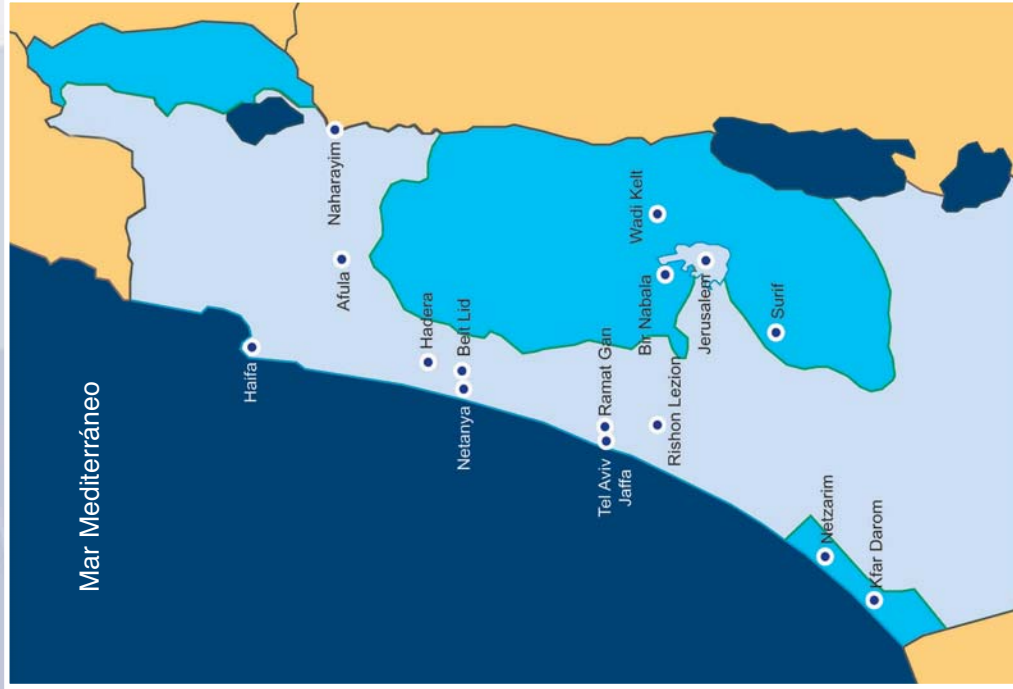 Mar Mediterráneo
Haifa
Naharayim
Afula
Hadera
Beit Lid
Netanya
Ramat Gan
Tel Aviv
Jaffa
Rishon Lezion
Wadi Kelt
Bir Nabala
Jerusalem
Surif
Netzarim
Kfar Darom